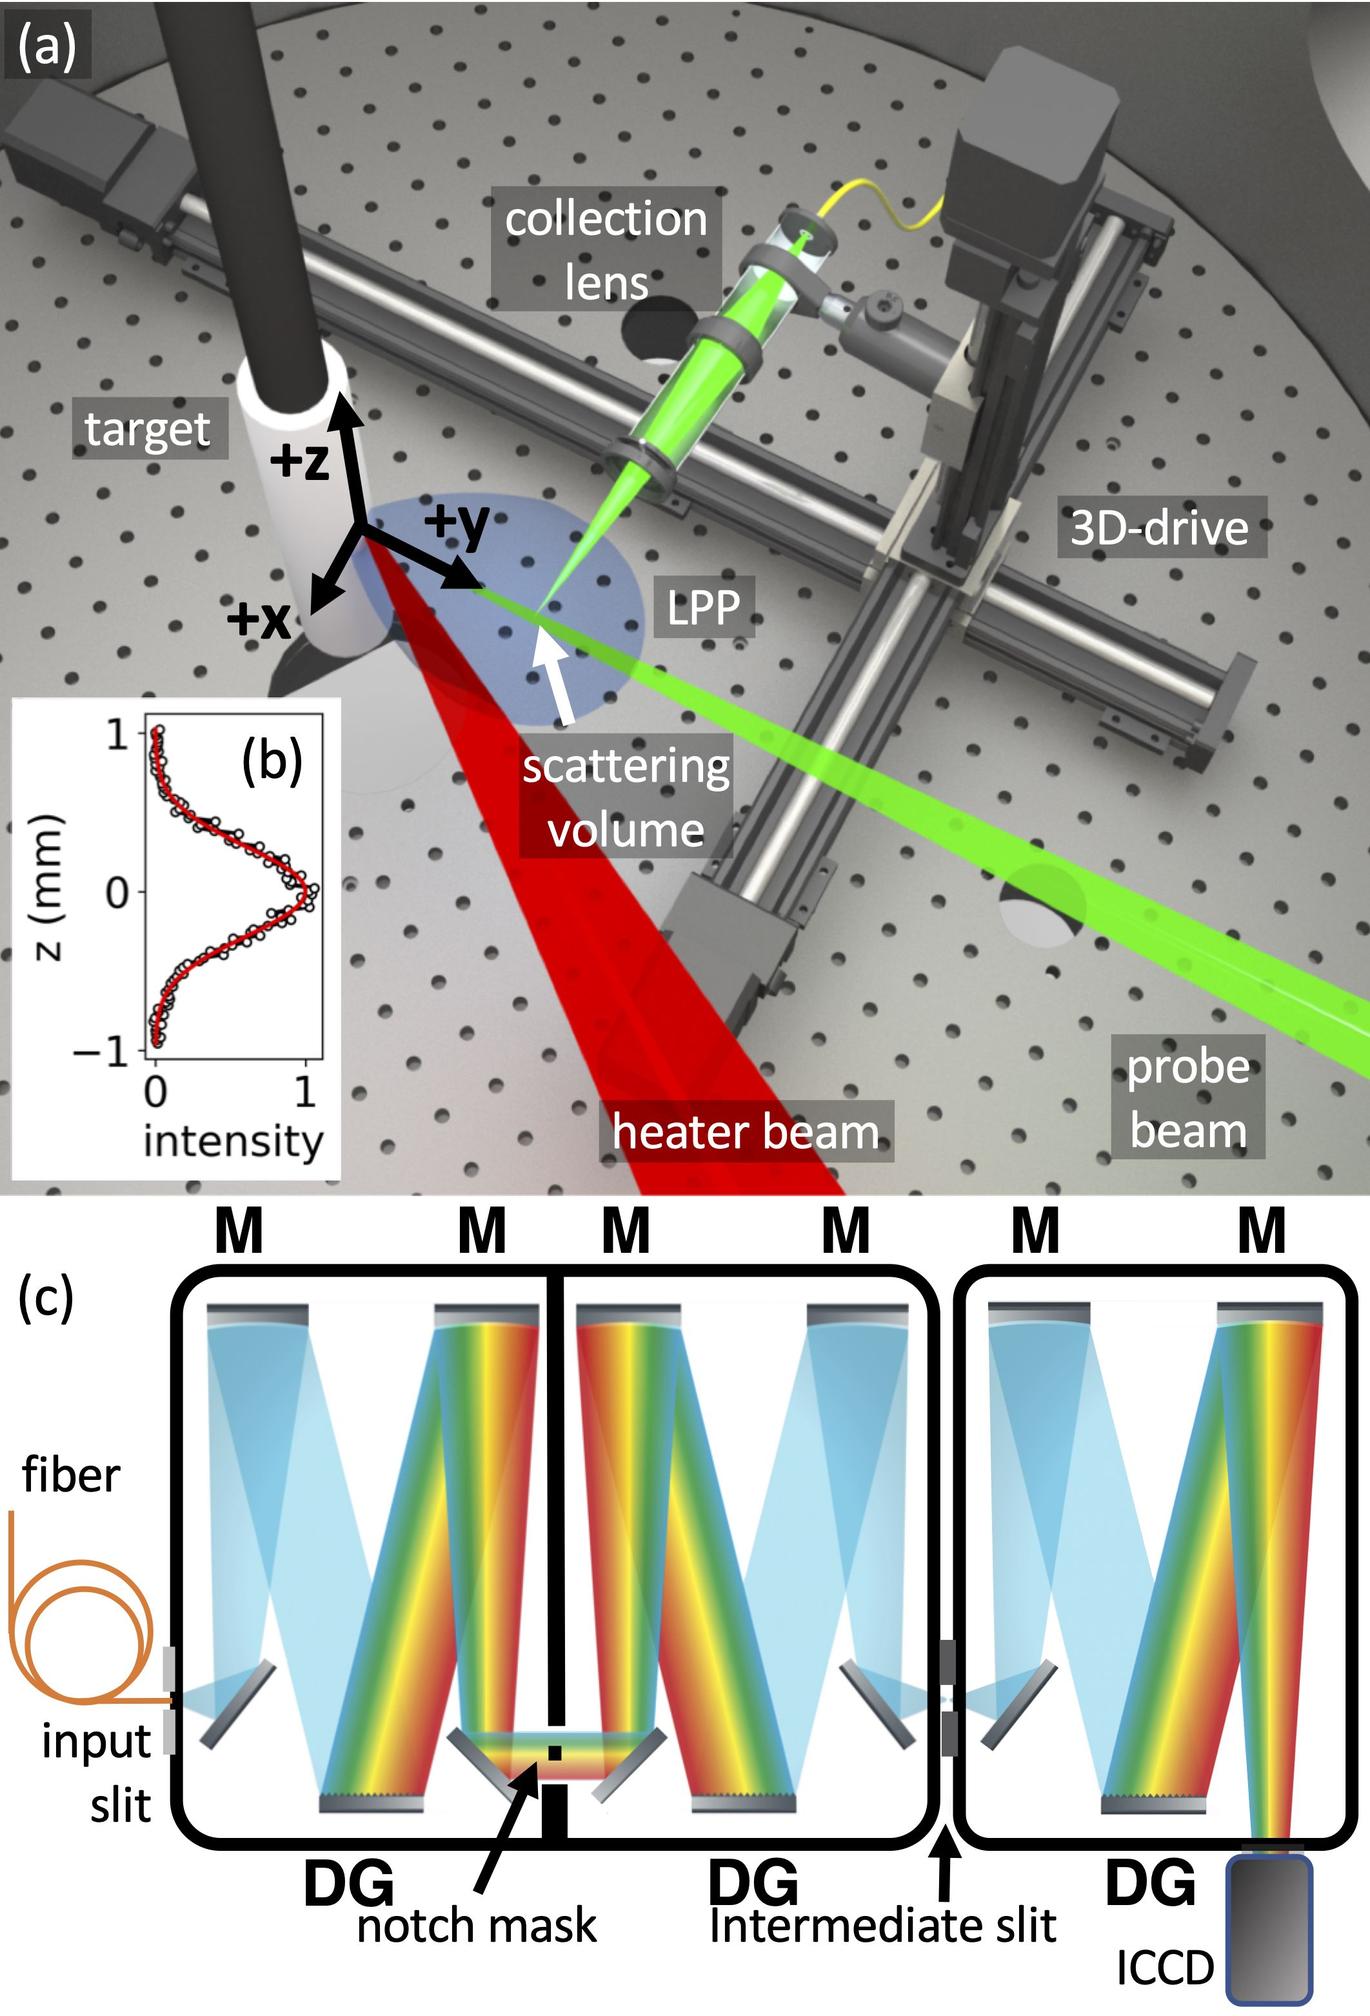 (a)
collection
lens
target
+z
+y
3D-drive
+x
LPP
scattering
volume
(b)
1
0
−1
z (mm)
0
1
intensity
probe
beam
heater beam
M
M
M
M
M
M
(c)
fiber
input
slit
DG
DG
DG
notch mask
Intermediate slit
ICCD